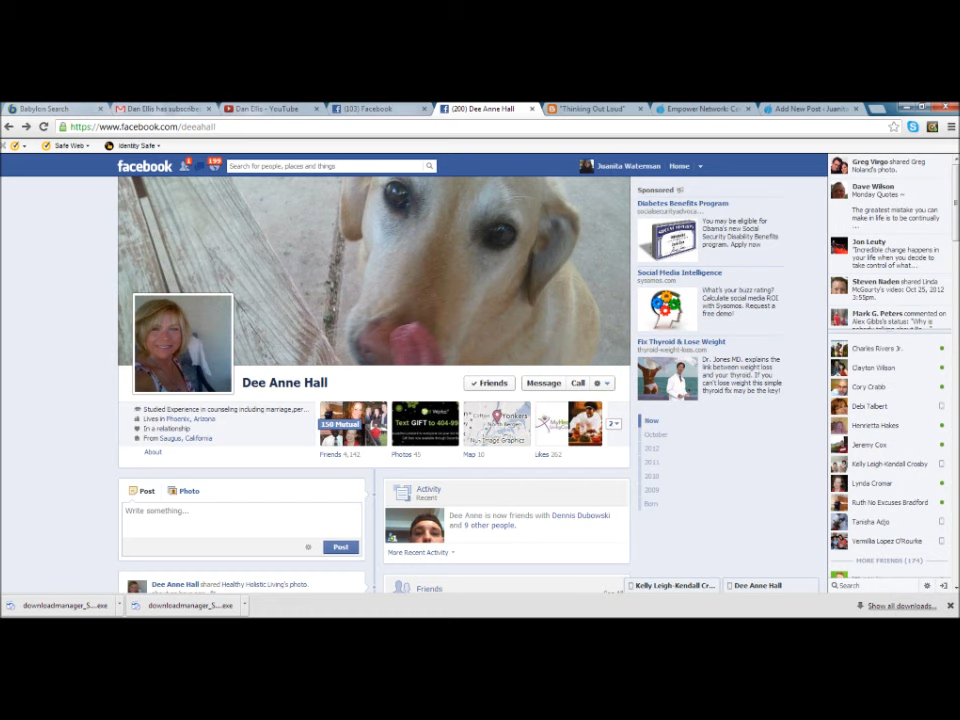 Babylon Search
Dan Ellis has subscribe
Dan Ellis - YouTube
(103) Facebook
(200) Dee Anne Hall
"Thinking Out Loud"
Empower Network: Co
Add New Post ‹ Juanita
https://www.facebook.com/deeahall
Safe Web
Identity Safe
facebook
199
Search for people, places and things
Juanita Waterman
Home
Dee Anne Hall
Friends
Message
Call
Studied Experience in counseling including marriage,per...
Lives in Phoenix, Arizona
In a relationship
From Saugus, California
About
150 Mutual
Text GIFT to 404-99
Yonkers
North Bergen
Nus Image Graphics
Friends 4,142
Photos 45
Map 10
Likes 262
2
Post
Photo
Write something...
Post
Dee Anne Hall shared Healthy Holistic Living's photo.
Activity
Recent
Dee Anne is now friends with Dennis Dubowski
and 9 other people.
More Recent Activity
Friends
Sponsored
Diabetes Benefits Program
socialsecurityadvoca...
You may be eligible for
Obama's new Social
Security Disability Benefits
program. Apply now
Social Media Intelligence
sysomos.com
What's your buzz rating?
Calculate social media ROI
with Sysomos. Request a
free demo!
Fix Thyroid & Lose Weight
thyroid-weight-loss.com
Dr. Jones MD. explains the
link between weight loss
and your thyroid. If you
can't lose weight this simple
thyroid fix may be the key!
Now
October
2012
2011
2010
2009
Born
Greg Virgo shared Greg
Noland's photo.
Dave Wilson
Monday Quotes ~
The greatest mistake you can
make in life is to be continually
...
Jon Leuty
"Incredible change happens in
your life when you decide to
take control of what...
Steven Naden shared Linda
McGeurty's video: Oct 25, 2012
3:55pm.
Mark G. Peters commented on
Alex Gibbs's status: "Why is
Charles Rivers Jr.
Clayton Wilson
Cory Crabb
Debi Talbert
Henrietta Hakes
Jeremy Cox
Kelly Leigh-Kendall Crosby
Lynda Cromar
Ruth No Excuses Bradford
Tanisha Adjo
Vermillia Lopez O'Rourke
MORE FRIENDS (174)
Search
Kelly Leigh-Kendall Cr...
Dee Anne Hall
downloadmanager_S....exe
downloadmanager_S....exe
Show all downloads...